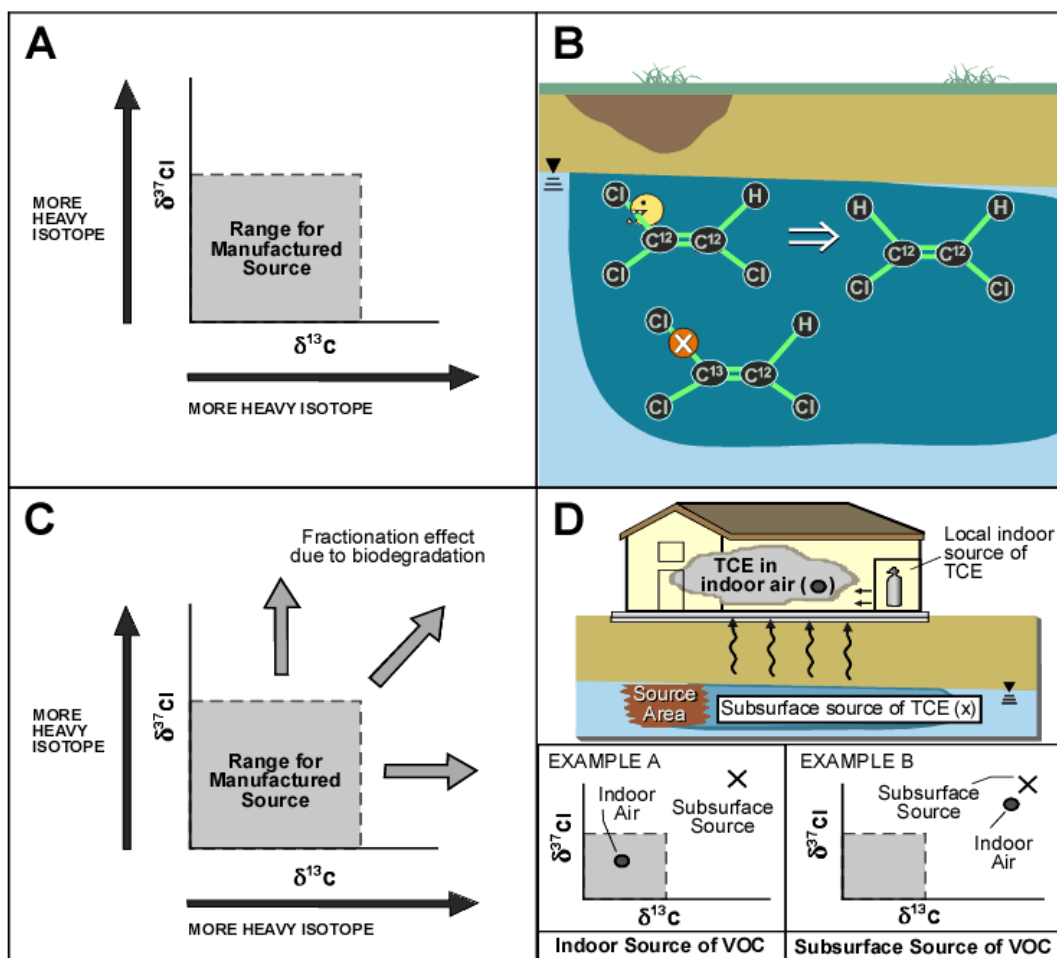 A
MORE
HEAVY
ISOTOPE
δ³⁷Cl
Range for
Manufactured
Source
δ¹³C
MORE HEAVY ISOTOPE
B
Cl
H
C¹²
C¹²
Cl
Cl
H
H
C¹²
C¹²
Cl
Cl
Cl
X
H
C¹³
C¹²
Cl
Cl
C
Fractionation effect
due to biodegradation
MORE
HEAVY
ISOTOPE
δ³⁷Cl
Range for
Manufactured
Source
δ¹³C
MORE HEAVY ISOTOPE
D
Local indoor
source of
TCE
TCE in
indoor air ( )
Source
Area
Subsurface source of TCE (x)
EXAMPLE A
Indoor
Air
Subsurface
Source
δ³⁷Cl
δ¹³C
Indoor Source of VOC
EXAMPLE B
Subsurface
Source
Indoor
Air
δ³⁷Cl
δ¹³C
Subsurface Source of VOC